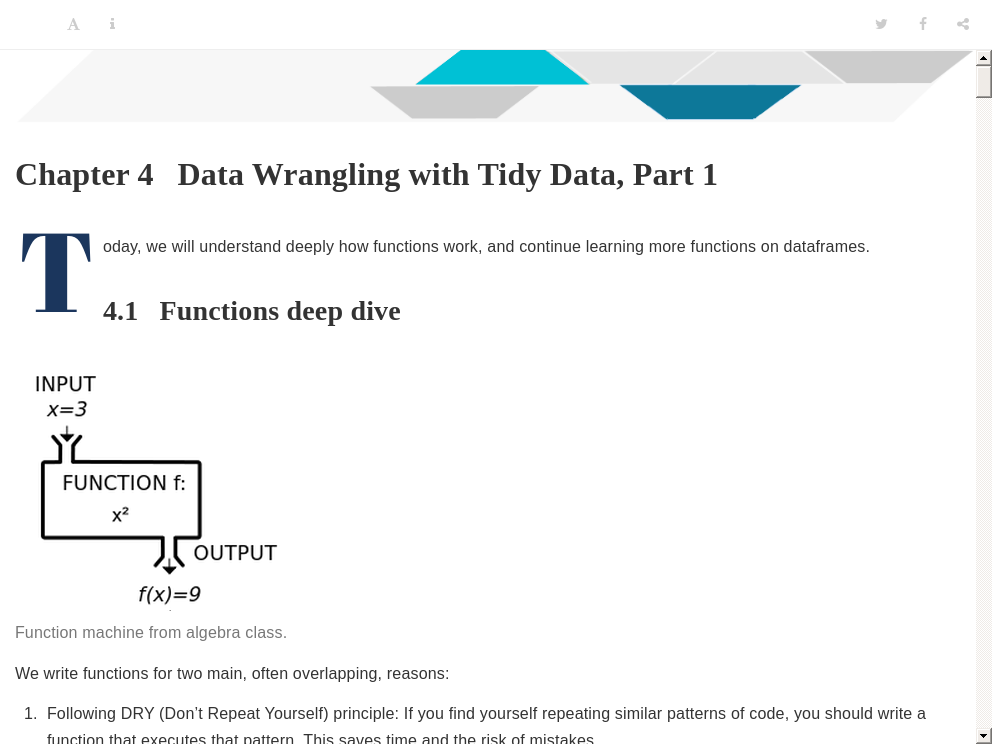 Chapter 4 Data Wrangling with Tidy Data, Part 1
Today, we will understand deeply how functions work, and continue learning more functions on dataframes.
4.1 Functions deep dive
INPUT
x=3
FUNCTION f:
x²
OUTPUT
f(x)=9
Function machine from algebra class.
We write functions for two main, often overlapping, reasons:
1. Following DRY (Don’t Repeat Yourself) principle: If you find yourself repeating similar patterns of code, you should write a
function that executes that pattern. This saves time and the risk of mistakes.